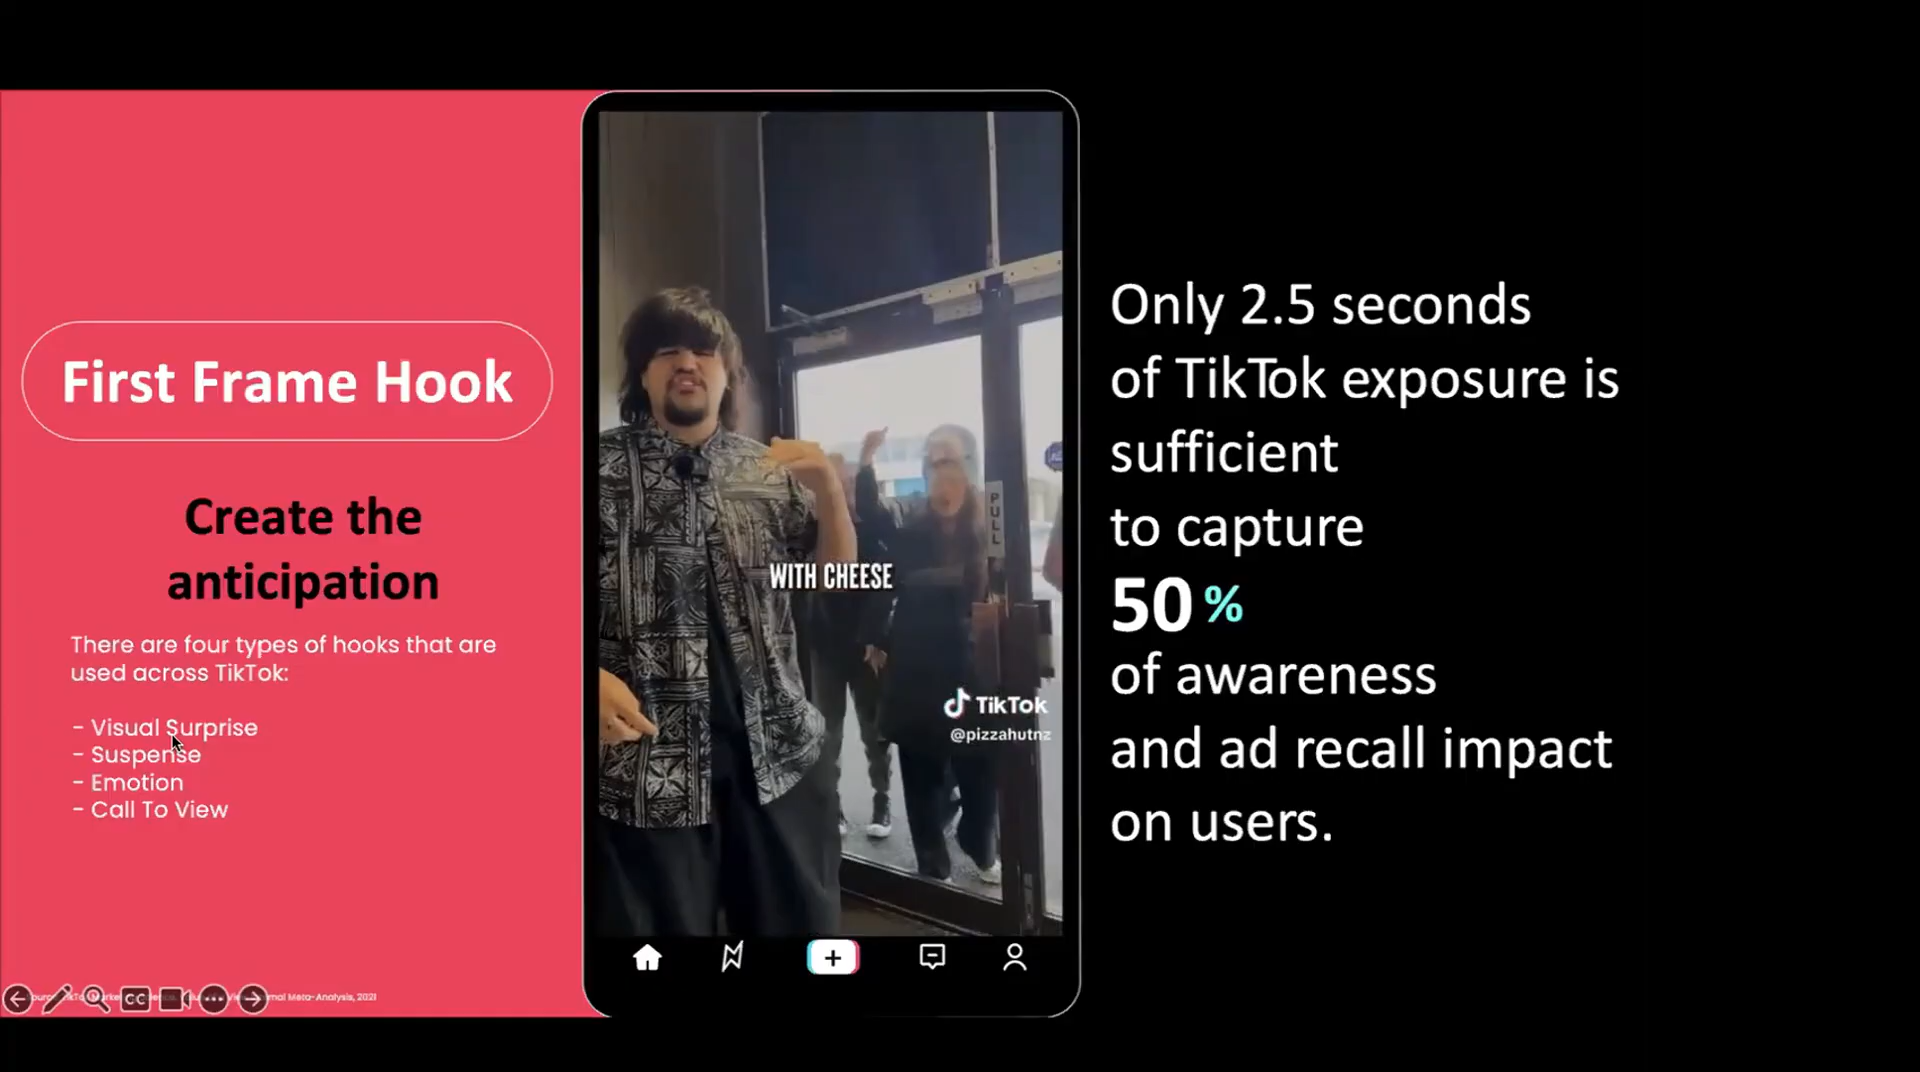 First Frame Hook
Create the
anticipation
There are four types of hooks that are
used across TikTok:
- Visual Surprise
- Suspense
- Emotion
- Call To View
Meta-Analysis, 2021
CC
PULL
WITH CHEESE
TikTok
@pizzahutnz
Only 2.5 seconds
of TikTok exposure is
sufficient
to capture
50 %
of awareness
and ad recall impact
on users.